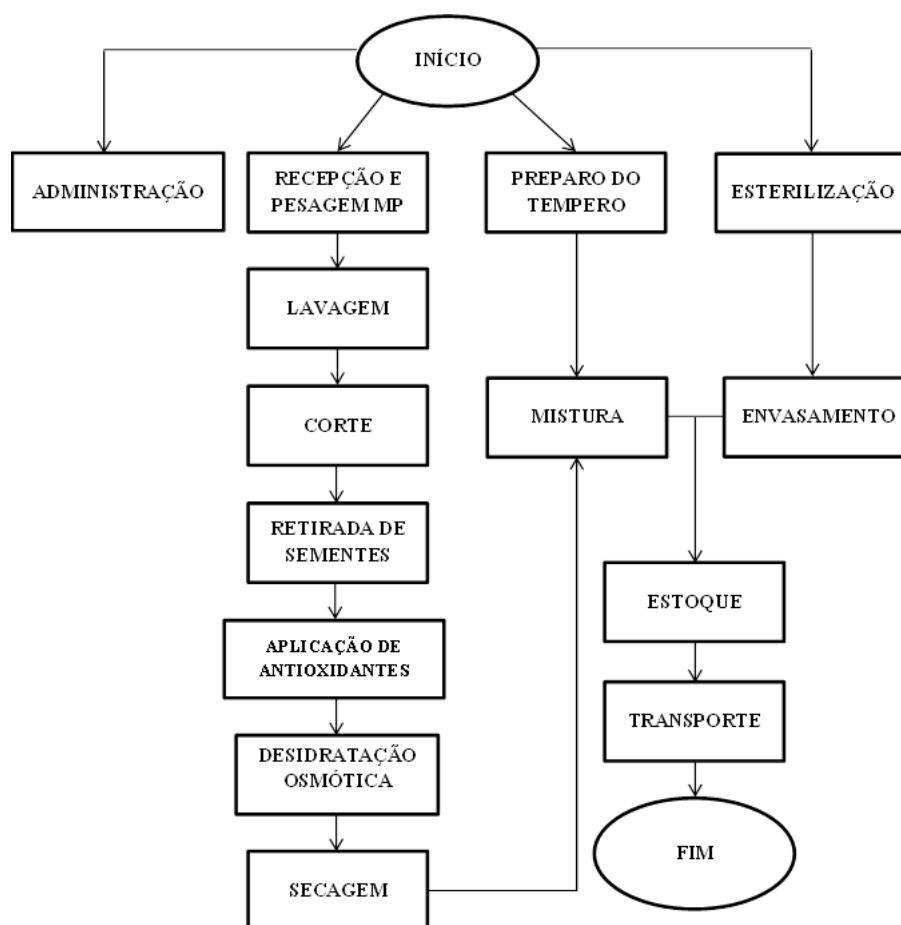 INÍCIO
ADMINISTRAÇÃO
RECEPÇÃO E
PESAGEM MP
PREPARO DO
TEMPERO
ESTERILIZAÇÃO
LAVAGEM
CORTE
MISTURA
ENVASAMENTO
RETIRADA DE
SEMENTES
ESTOQUE
APLICAÇÃO DE
ANTIOXIDANTES
TRANSPORTE
DESIDRATAÇÃO
OSMÓTICA
FIM
SECAGEM